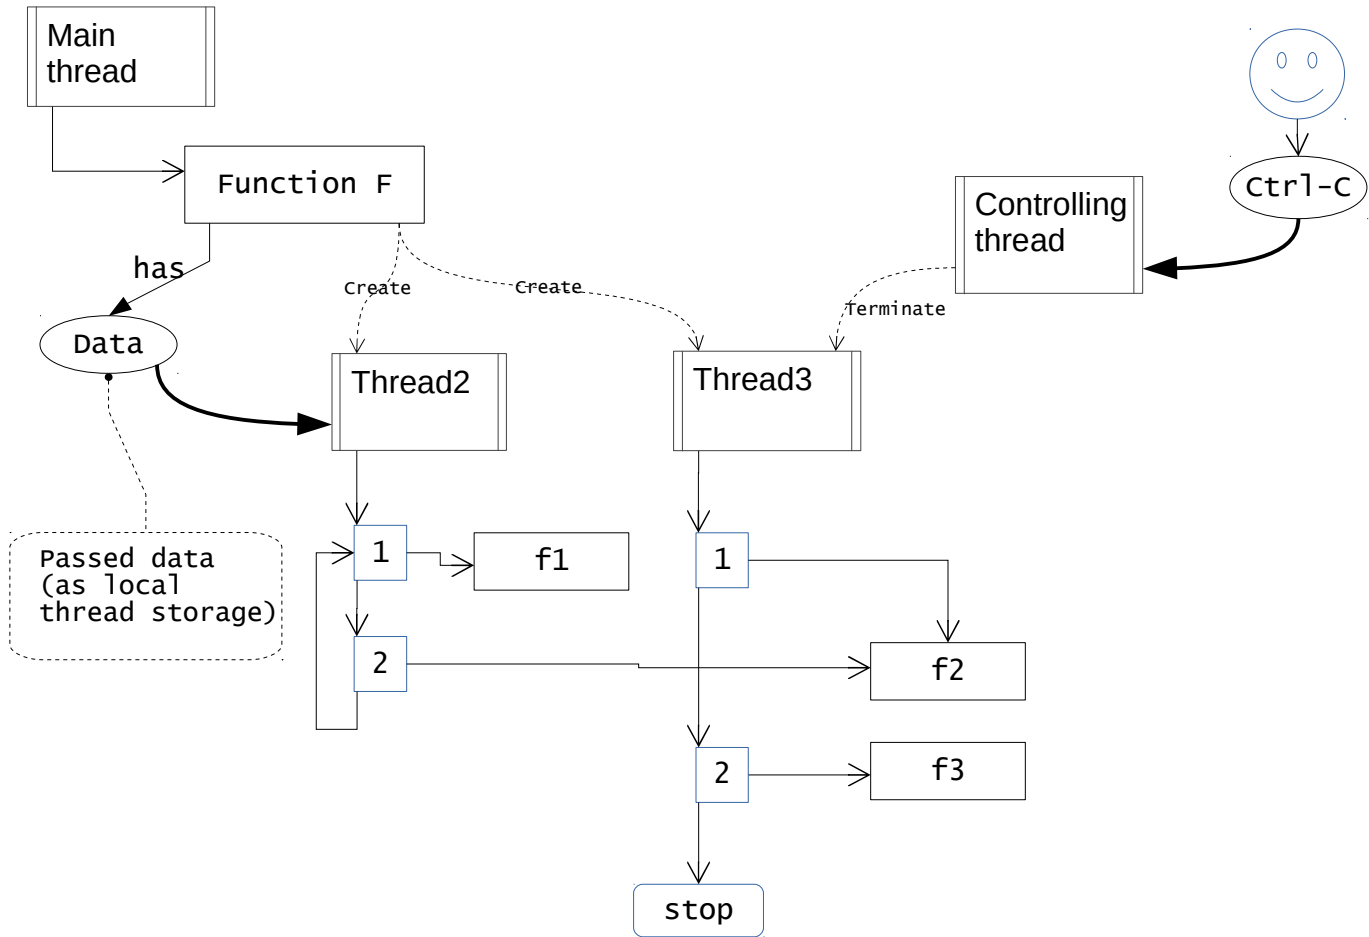 Main
thread
Function F
Ctrl-C
Controlling
thread
has
Create
Create
Terminate
Data
Thread2
Thread3
1
f1
1
Passed data
(as local
thread storage)
2
f2
2
f3
stop